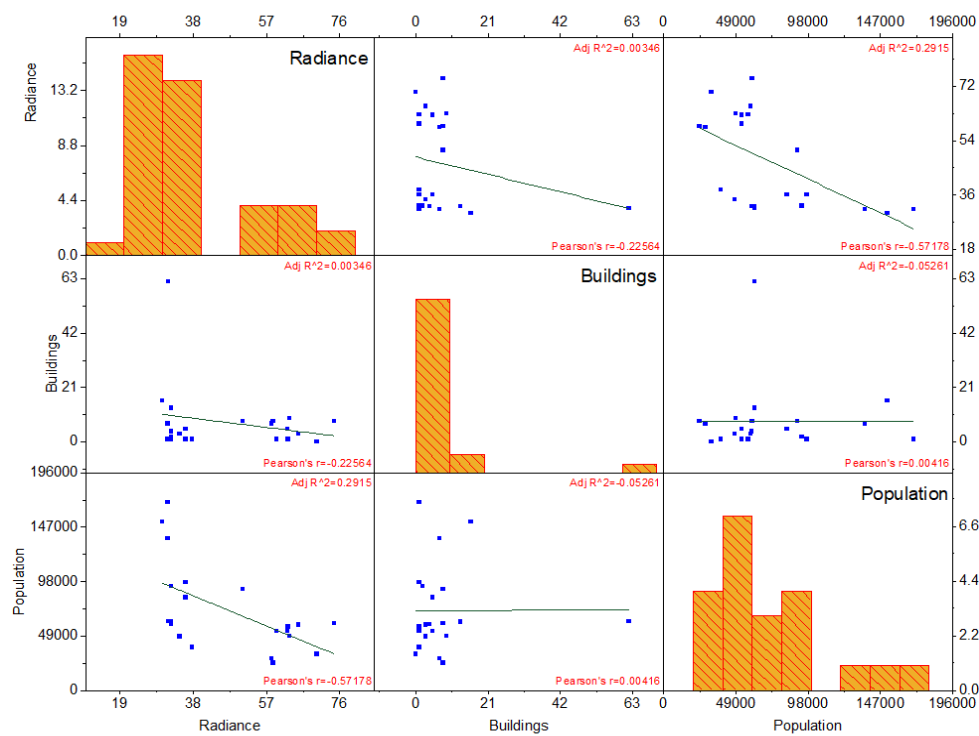 19 38 57 76 0 21 42 63 0 49000 98000 147000 196000
Radiance
13.2
8.8
4.4
0.0
Radiance
Adj R^2=0.00346
Pearson's r=-0.22564
Adj R^2=0.2915
Pearson's r=-0.57178
72
54
36
18
Buildings
63
42
21
0
Adj R^2=0.00346
Pearson's r=-0.22564
Buildings
Adj R^2=-0.05261
Pearson's r=0.00416
63
42
21
0
Population
196000
147000
98000
49000
0
Adj R^2=0.2915
Pearson's r=-0.57178
Adj R^2=-0.05261
Pearson's r=0.00416
Population
6.6
4.4
2.2
0.0
19 38 57 76 0 21 42 63 0 49000 98000 147000 196000
Radiance Buildings Population